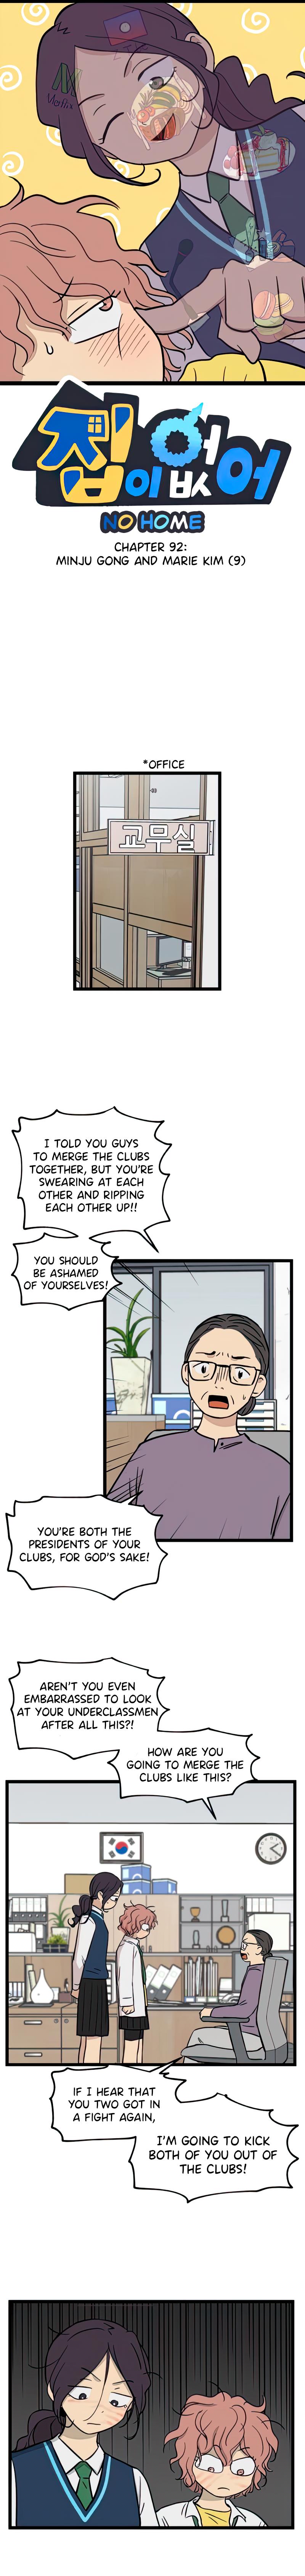 집이 없어
NO HOME
CHAPTER 92:
MINJU GONG AND MARIE KIM (9)
*OFFICE
교무실
I TOLD YOU GUYS
TO MERGE THE CLUBS
TOGETHER, BUT YOU'RE
SWEARING AT EACH
OTHER AND RIPPING
EACH OTHER UP!!
YOU SHOULD
BE ASHAMED
OF YOURSELVES!
YOU'RE BOTH THE
PRESIDENTS OF YOUR
CLUBS, FOR GOD'S SAKE!
AREN'T YOU EVEN
EMBARRASSED TO LOOK
AT YOUR UNDERCLASSMEN
AFTER ALL THIS?!
HOW ARE YOU
GOING TO MERGE THE
CLUBS LIKE THIS?
IF I HEAR THAT
YOU TWO GOT IN
A FIGHT AGAIN,
I'M GOING TO KICK
BOTH OF YOU OUT OF
THE CLUBS!